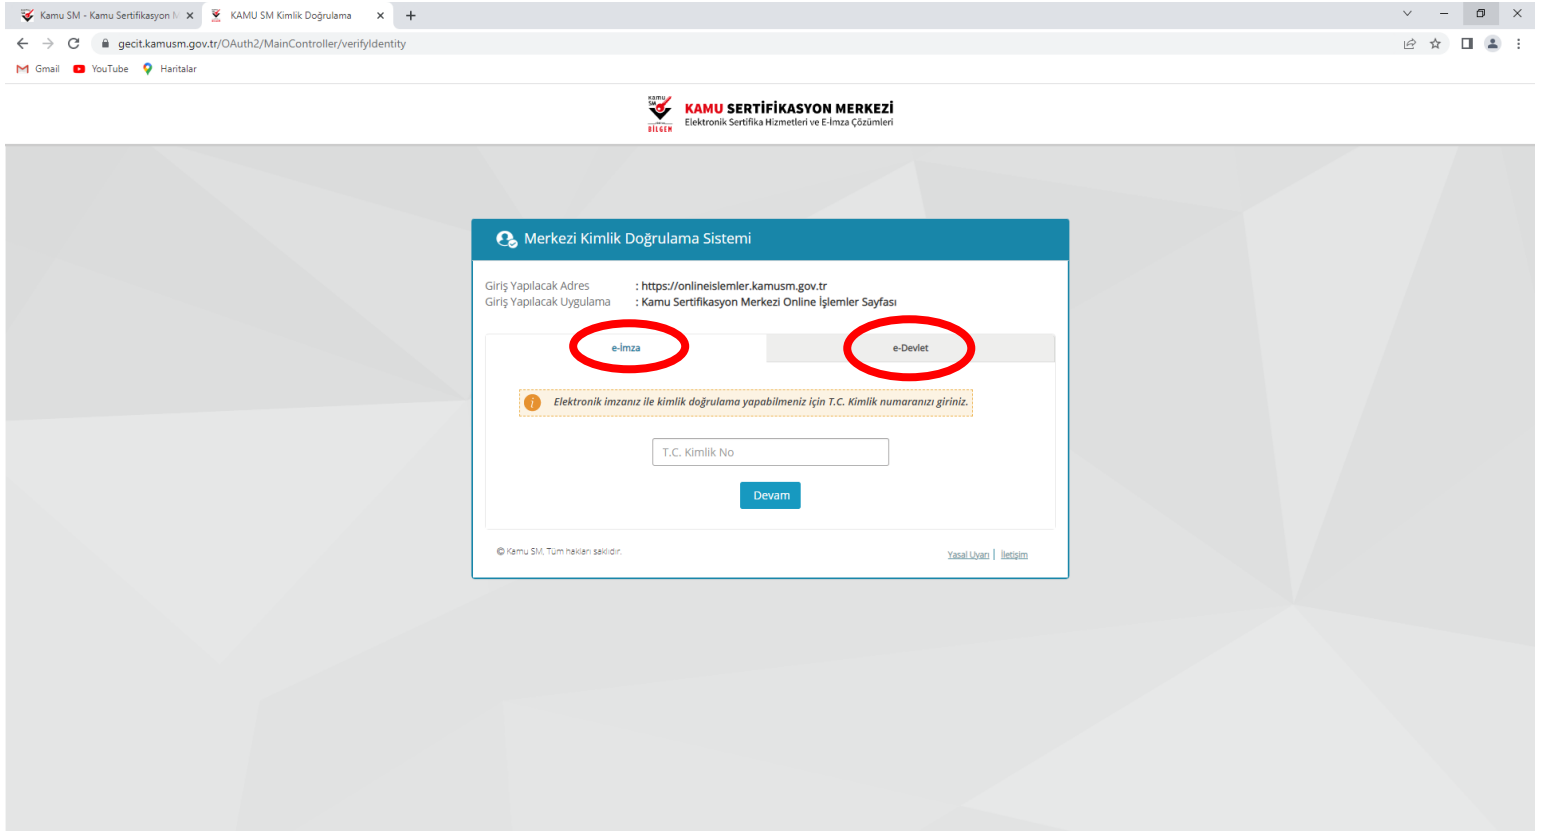 Kamu SM - Kamu Sertifikasyon M
KAMU SM Kimlik Doğrulama
gecit.kamusm.gov.tr/OAuth2/MainController/verifyIdentity
Gmail YouTube Haritalar
Kamu
SM
BİLGEM
KAMU SERTİFİKASYON MERKEZİ
Elektronik Sertifika Hizmetleri ve E-İmza Çözümleri
Merkezi Kimlik Doğrulama Sistemi
Giriş Yapılacak Adres : https://onlineislemler.kamusm.gov.tr
Giriş Yapılacak Uygulama : Kamu Sertifikasyon Merkezi Online İşlemler Sayfası
e-İmza e-Devlet
Elektronik imzanız ile kimlik doğrulama yapabilmeniz için T.C. Kimlik numaranızı giriniz.
T.C. Kimlik No
Devam
© Kamu SM, Tüm hakları saklıdır.
Yasal Uyarı | İletişim